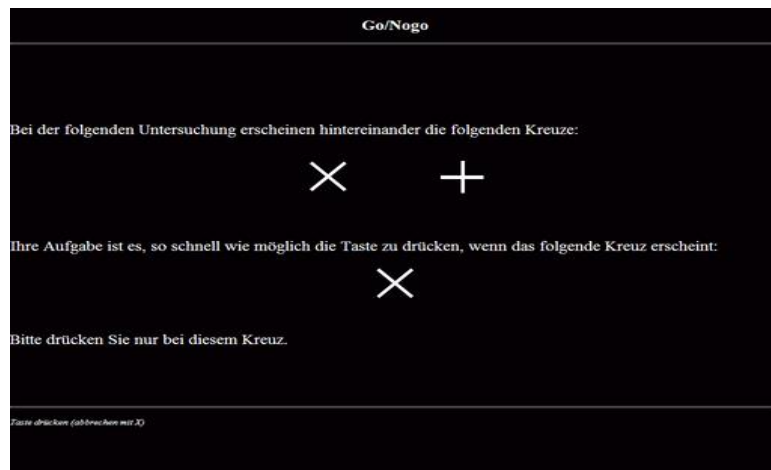 Go/Nogo
Bei der folgenden Untersuchung erscheinen hintereinander die folgenden Kreuze:
Ihre Aufgabe ist es, so schnell wie möglich die Taste zu drücken, wenn das folgende Kreuz erscheint:
Bitte drücken Sie nur bei diesem Kreuz.
Taste drücken (abbrechen mit X)